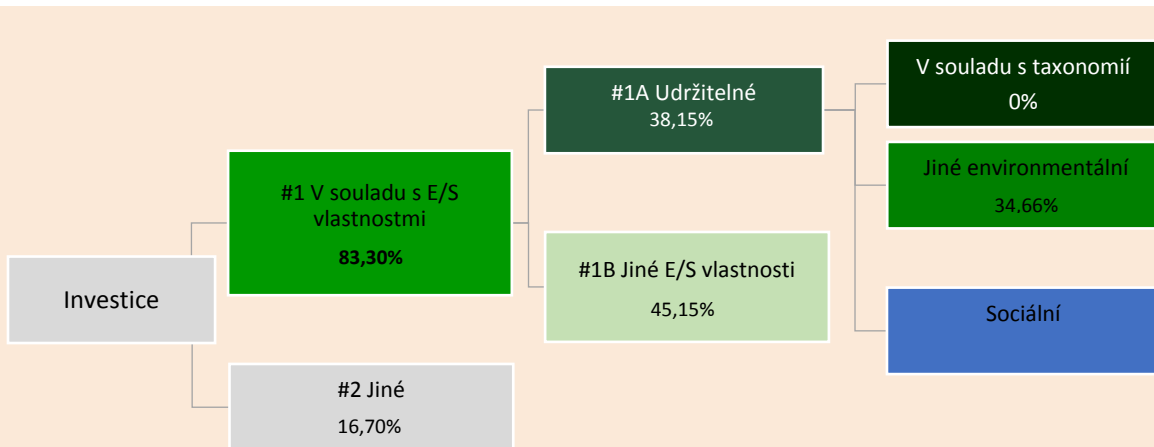 Investice
#1 V souladu s E/S
vlastnostmi
83,30%
#2 Jiné
16,70%
#1A Udržitelné
38,15%
#1B Jiné E/S vlastnosti
45,15%
V souladu s taxonomií
0%
Jiné environmentální
34,66%
Sociální